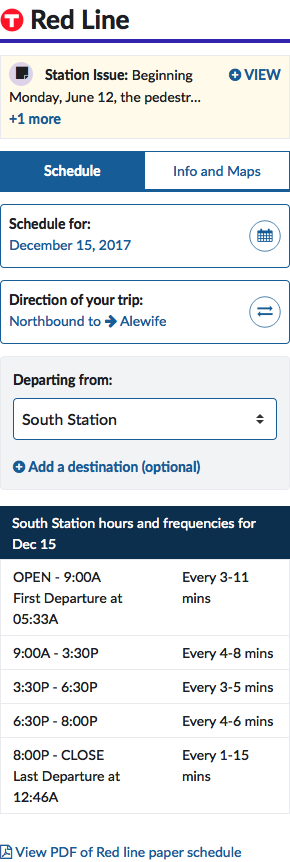 T Red Line
Station Issue: Beginning
VIEW
Monday, June 12, the pedestr...
+1 more
Schedule
Info and Maps
Schedule for:
December 15, 2017
Direction of your trip:
Northbound to → Alewife
Departing from:
South Station
Add a destination (optional)
South Station hours and frequencies for
Dec 15
OPEN - 9:00A
Every 3-11
First Departure at
mins
05:33A
9:00A - 3:30P
Every 4-8 mins
3:30P - 6:30P
Every 3-5 mins
6:30P - 8:00P
Every 4-6 mins
8:00P - CLOSE
Every 1-15
Last Departure at
mins
12:46A
View PDF of Red line paper schedule